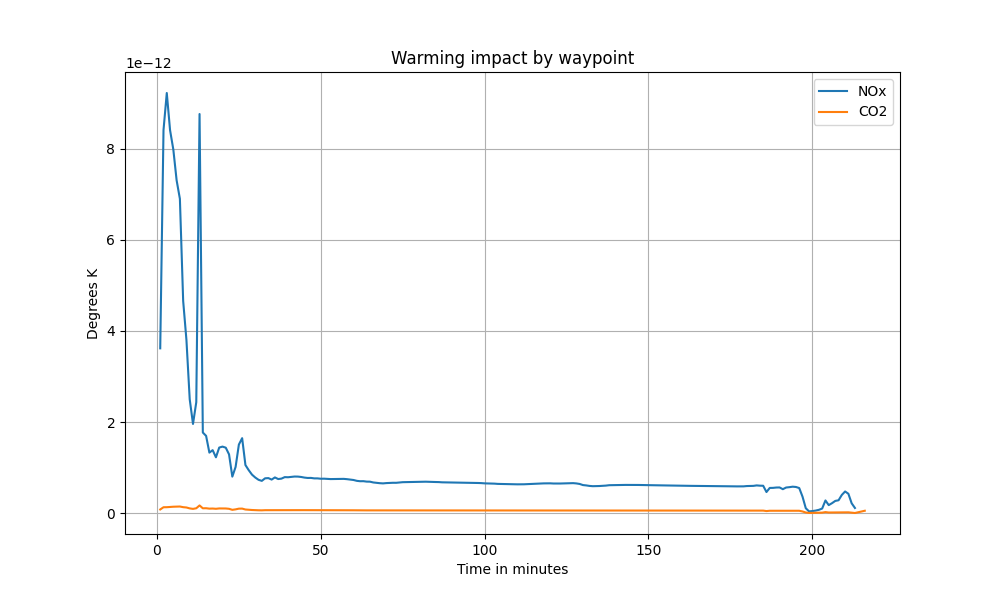 Warming impact by waypoint
1e−12
NOx
CO2
8
6
4
2
0
Degrees K
0 50 100 150 200
Time in minutes